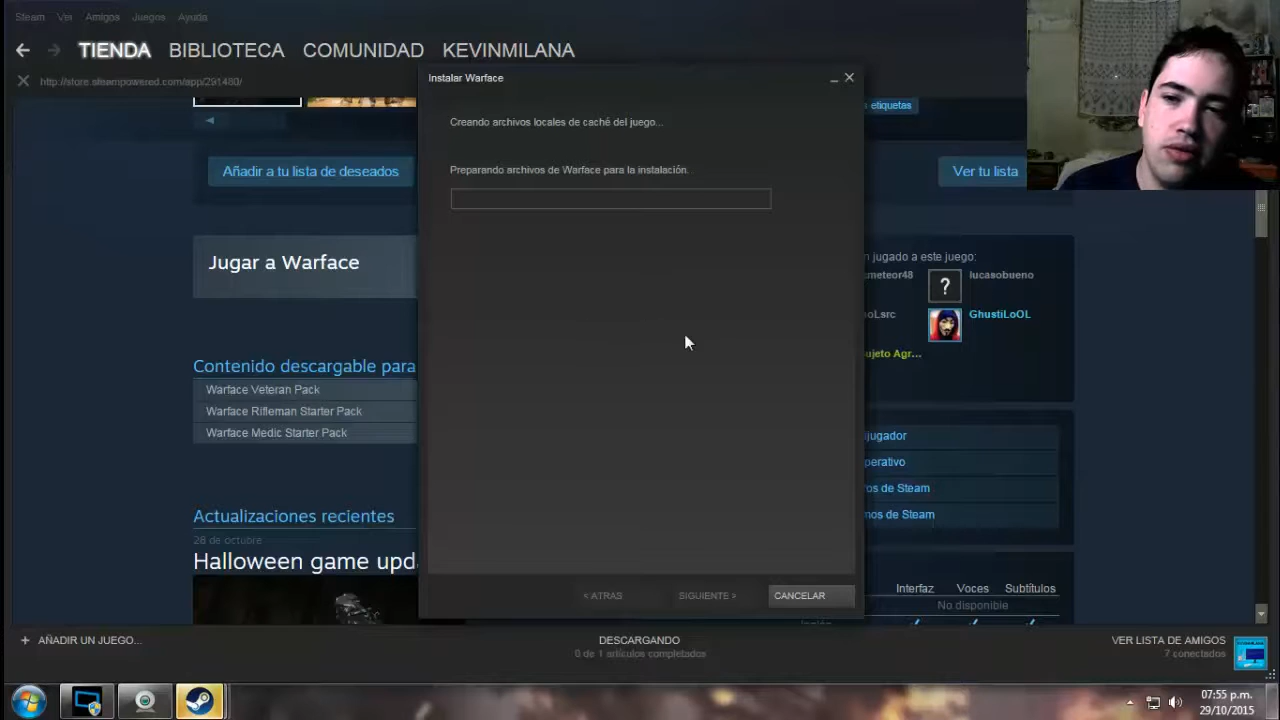 Steam Ver Amigos Juegos Ayuda
TIENDA BIBLIOTECA COMUNIDAD KEVINMILANA
http://store.steampowered.com/app/291480/
Instalar Warface
etiquetas
Creando archivos locales de caché del juego...
Preparando archivos de Warface para la instalación.
Añadir a tu lista de deseados
Ver tu lista
Jugar a Warface
n jugado a este juego:
meteor48
lucasobueno
?
oLsrc
GhustiLoOL
ujeto Agr...
Contenido descargable para
Warface Veteran Pack
Warface Rifleman Starter Pack
Warface Medic Starter Pack
jugador
perativo
os de Steam
mos de Steam
Actualizaciones recientes
28 de octubre
Halloween game upd
Interfaz Voces Subtítulos
No disponible
< ATRAS SIGUIENTE > CANCELAR
+ AÑADIR UN JUEGO...
DESCARGANDO
0 de 1 artículos completados
VER LISTA DE AMIGOS
7 conectados
07:55 p.m.
29/10/2015